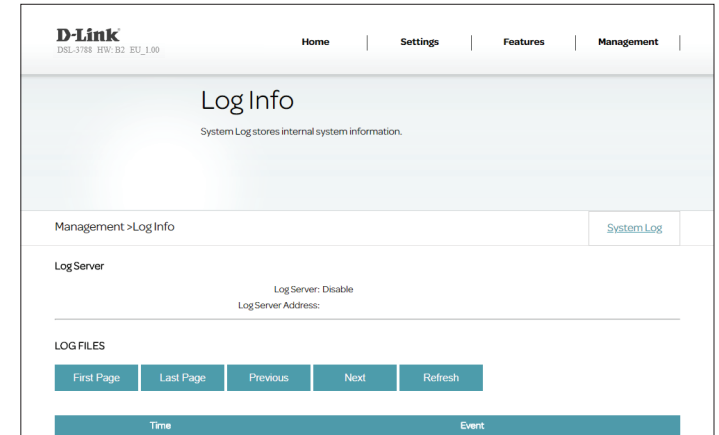 D-Link
DSL-3788 HW: B2 EU_1.00
Home Settings Features Management
Log Info
System Log stores internal system information.
Management >Log Info
System Log
Log Server
Log Server: Disable
Log Server Address:
LOG FILES
First Page Last Page Previous Next Refresh
Time Event